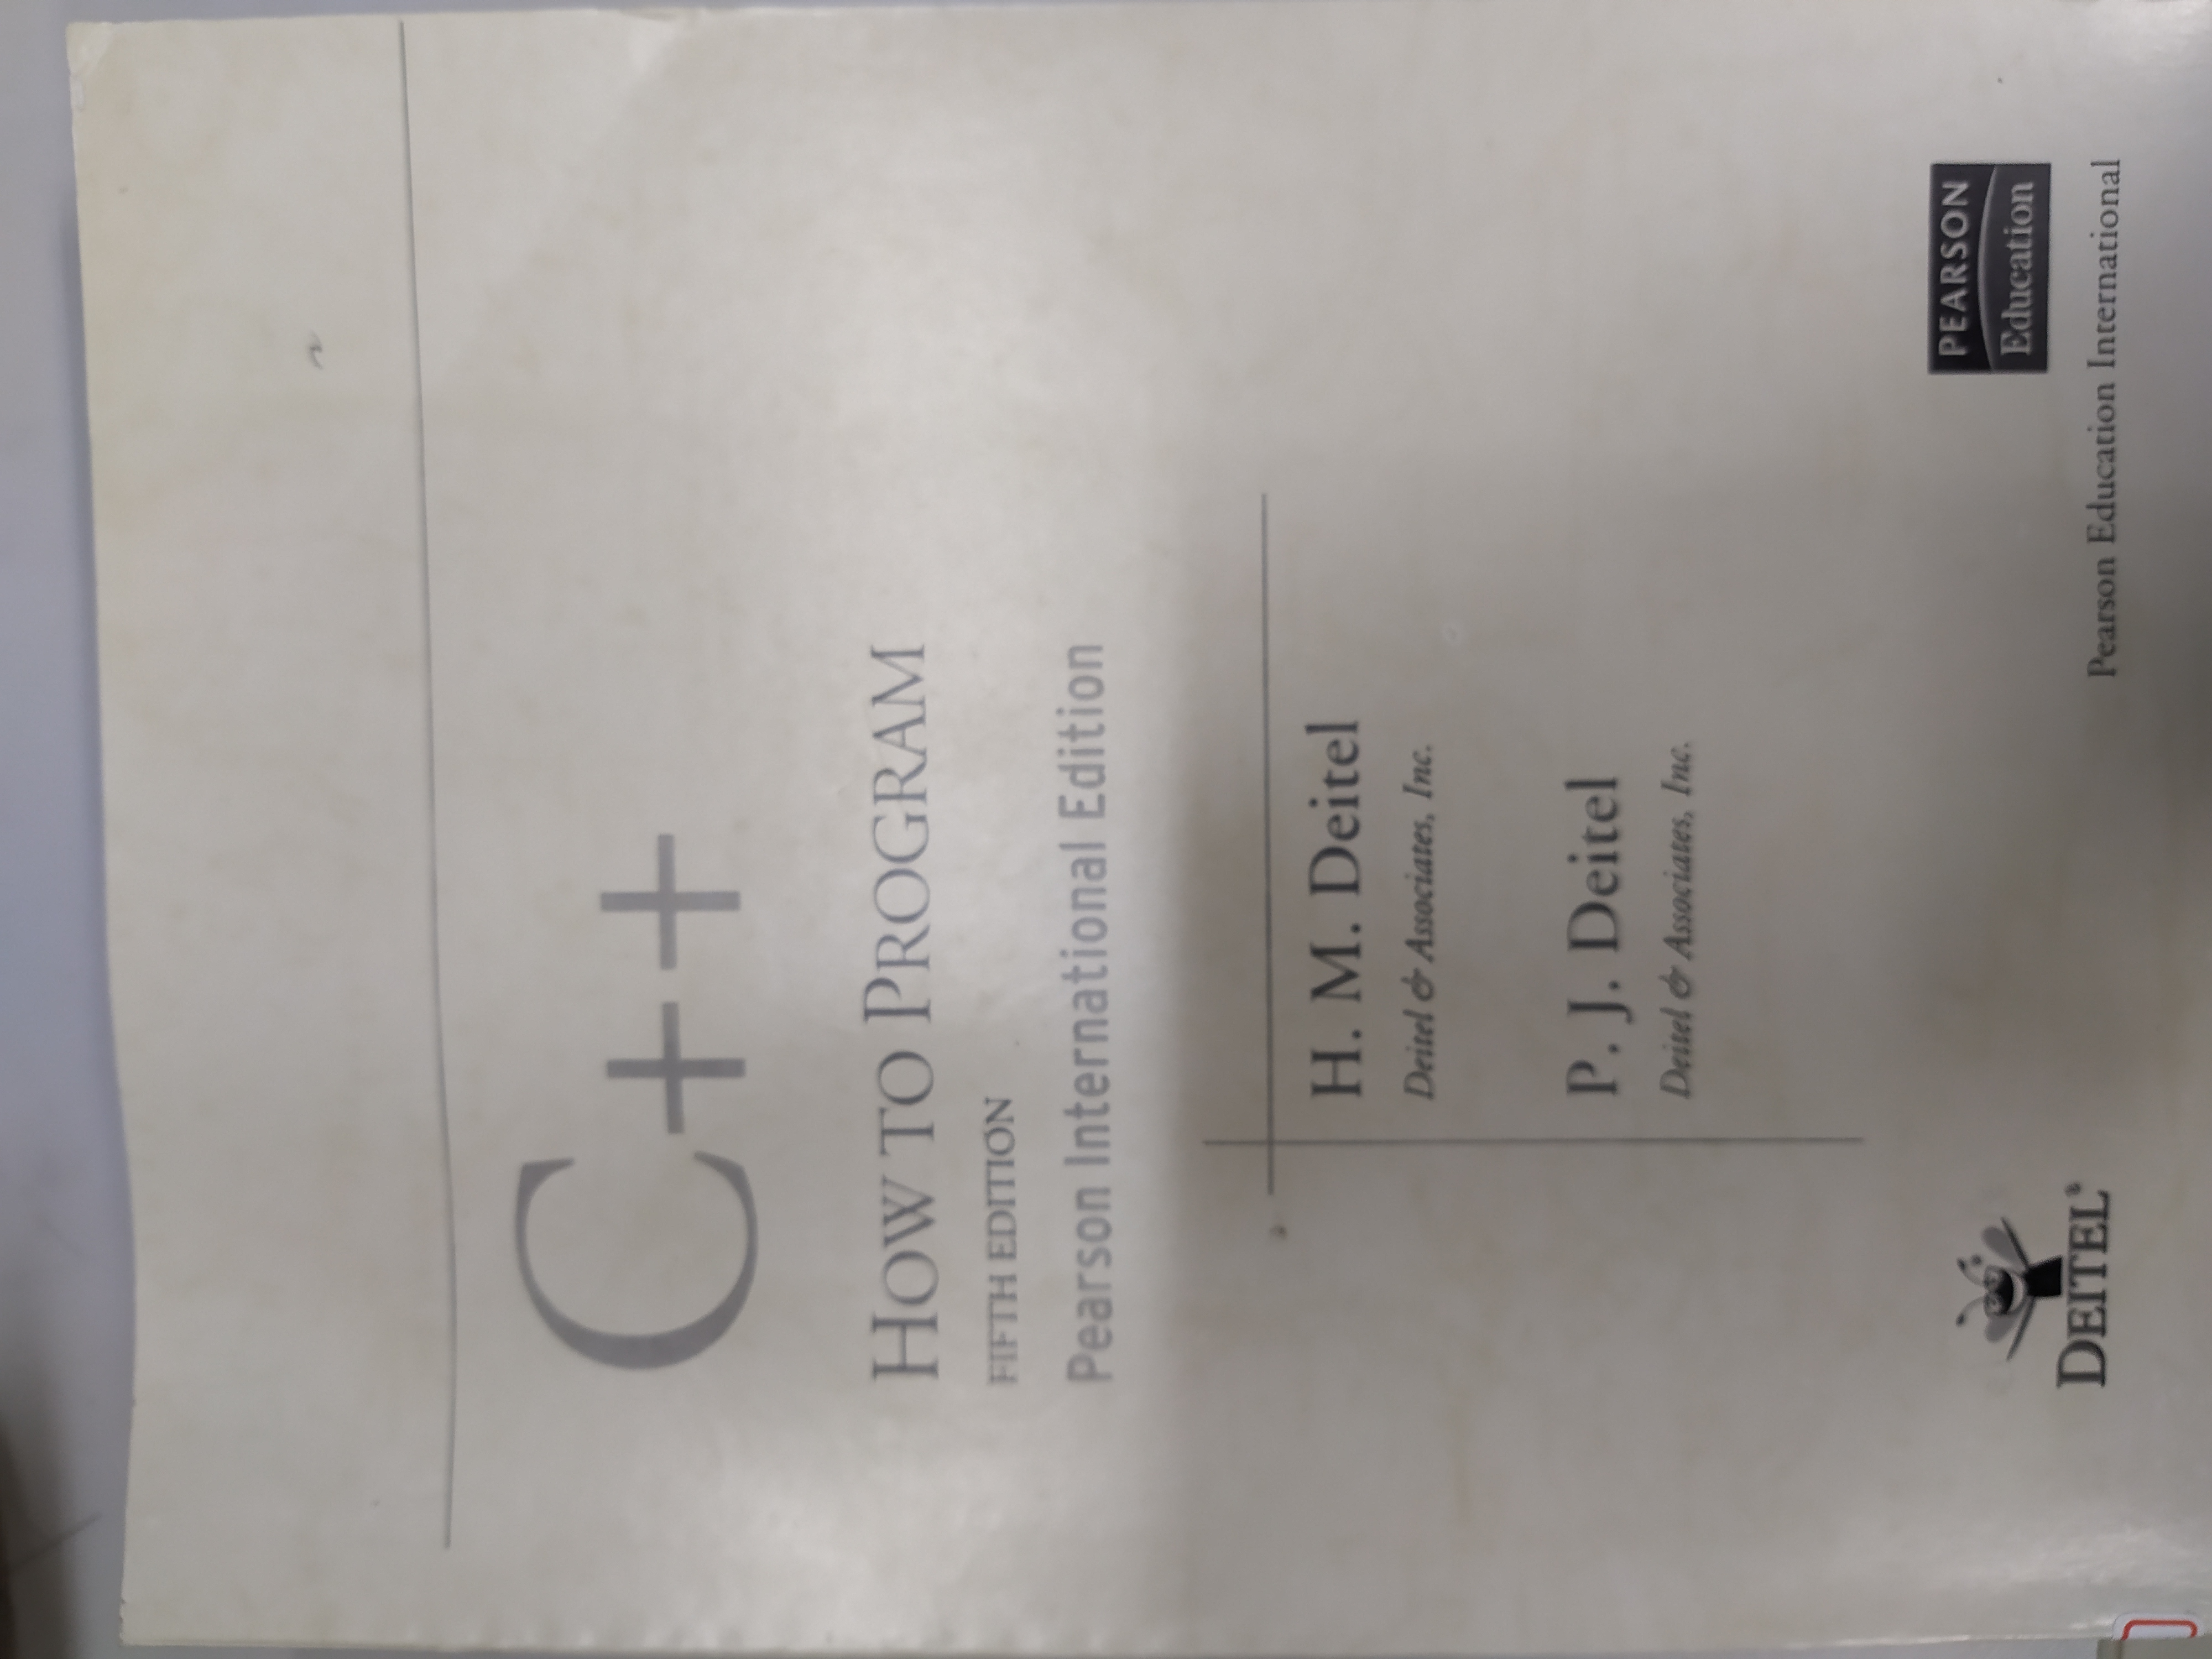 C++
HOW TO PROGRAM
FIFTH EDITION
Pearson International Edition
H. M. Deitel
Deitel & Associates, Inc.
P. J. Deitel
Deitel & Associates, Inc.
DEITEL®
PEARSON
Education
Pearson Education International